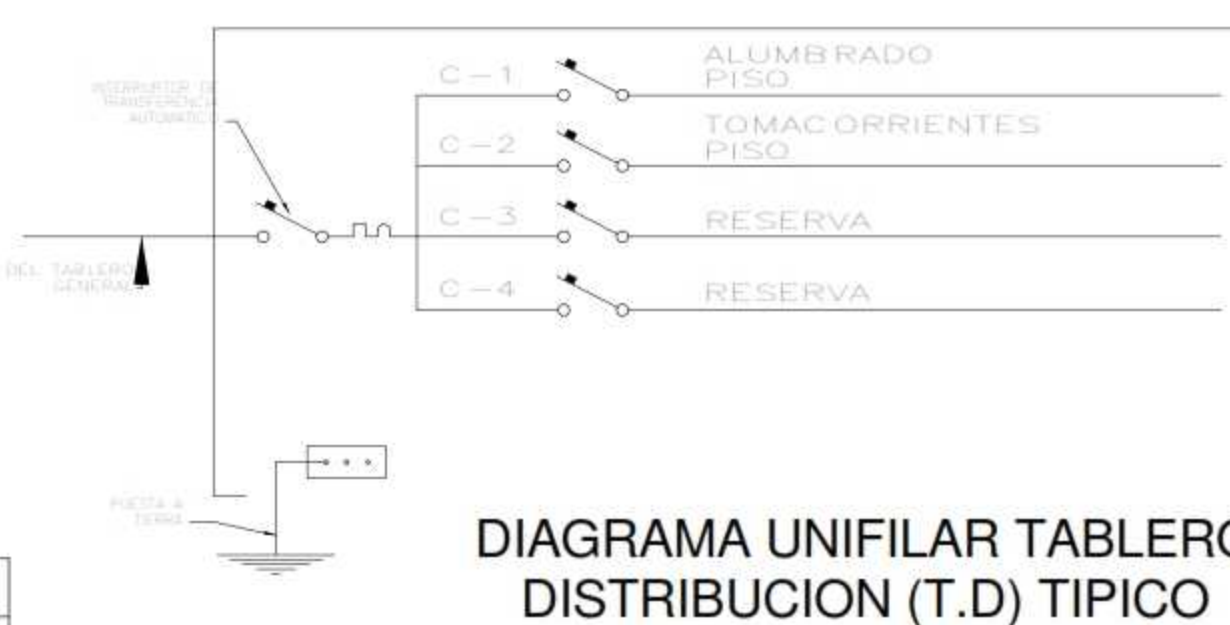 C-1
ALUMBRADO
PISO
INTERRUPTOR DE
TRANSFERENCIA
AUTOMATICO
C-2
TOMACORRIENTES
PISO
C-3
RESERVA
DEL TABLERO
GENERAL
C-4
RESERVA
PUESTA A
TIERRA
DIAGRAMA UNIFILAR TABLERO
DISTRIBUCION (T.D) TIPICO